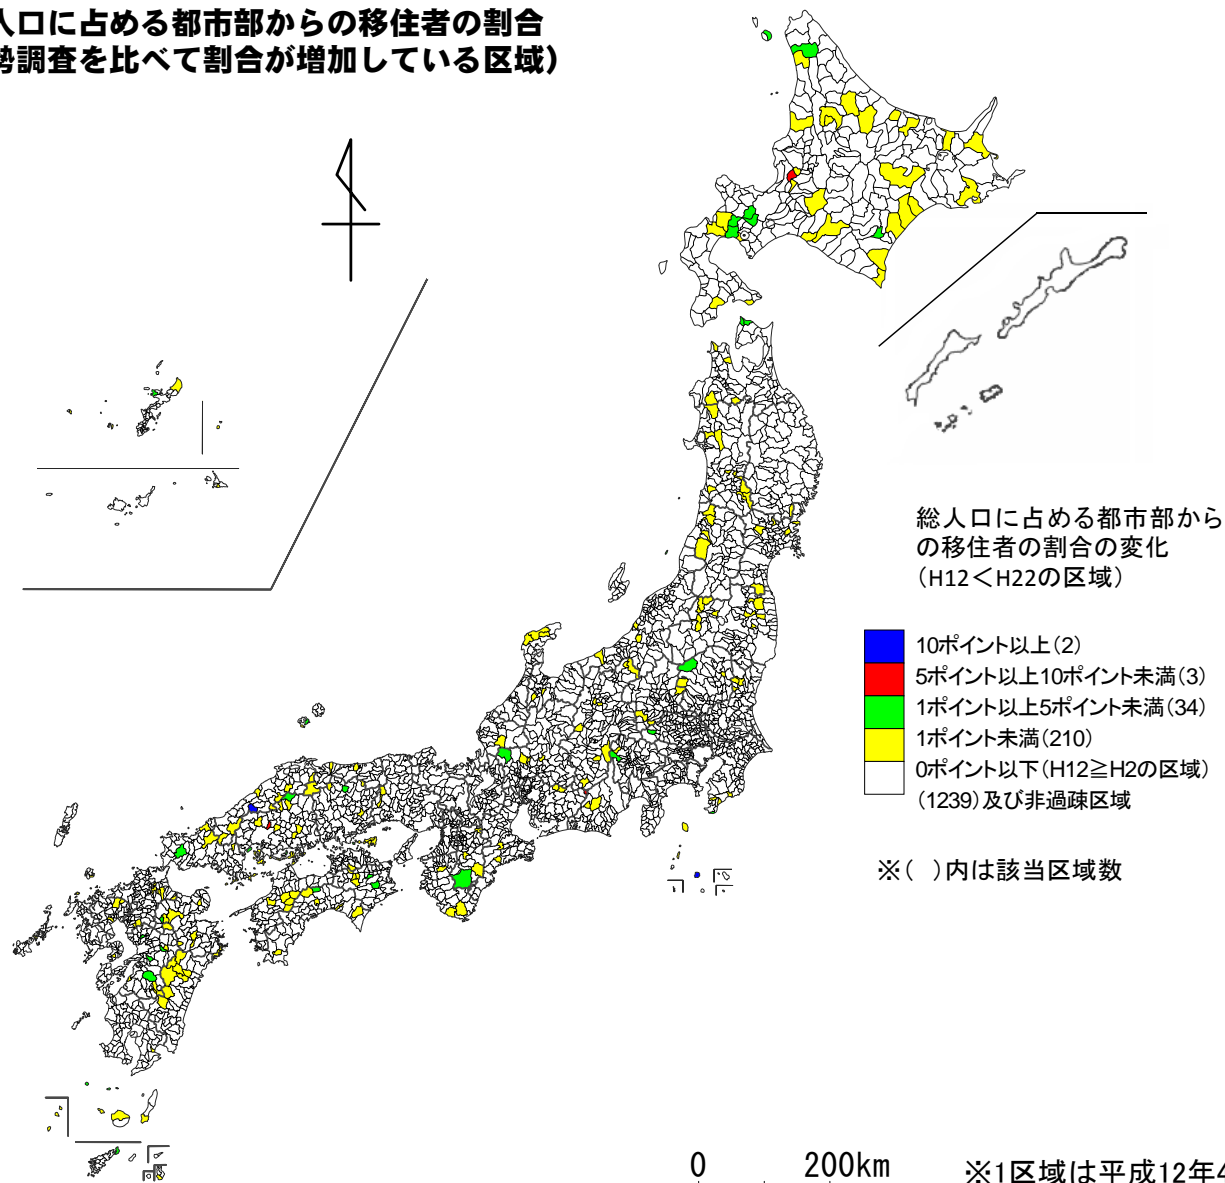 人口に占める都市部からの移住者の割合
勢調査を比べて割合が増加している区域)
総人口に占める都市部から
の移住者の割合の変化
(H12<H22の区域)
10ポイント以上(2)
5ポイント以上10ポイント未満(3)
1ポイント以上5ポイント未満(34)
1ポイント未満(210)
0ポイント以下(H12≧H2の区域)
(1239)及び非過疎区域
※( )内は該当区域数
0 200km
※1区域は平成12年4